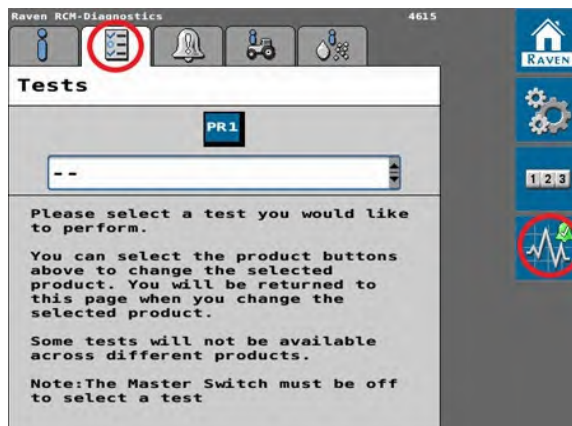 Raven RCM-Diagnostics 4615
Tests
PR1
--
Please select a test you would like
to perform.
You can select the product buttons
above to change the selected
product. You will be returned to
this page when you change the
selected product.
Some tests will not be available
across different products.
Note:The Master Switch must be off
to select a test
RAVEN
1 2 3